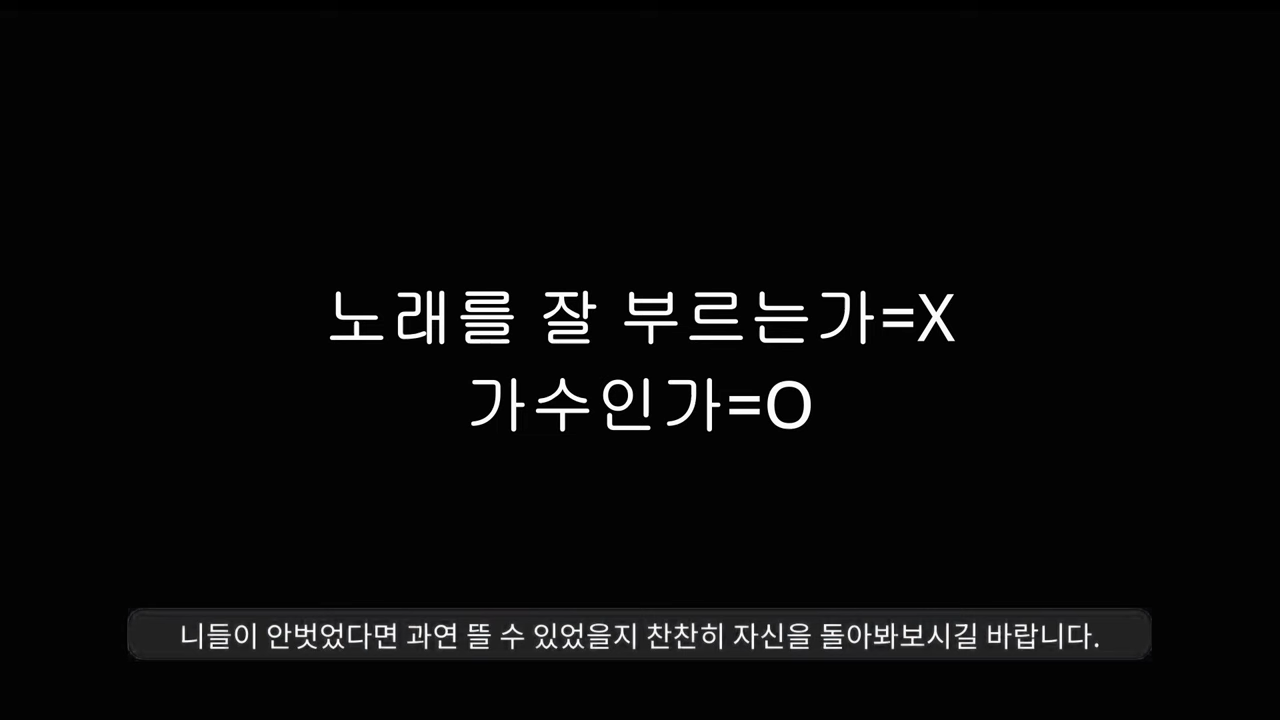 노래를 잘 부르는가=X
가수인가=O
니들이 안벗었다면 과연 뜰 수 있었을지 찬찬히 자신을 돌아봐보시길 바랍니다.